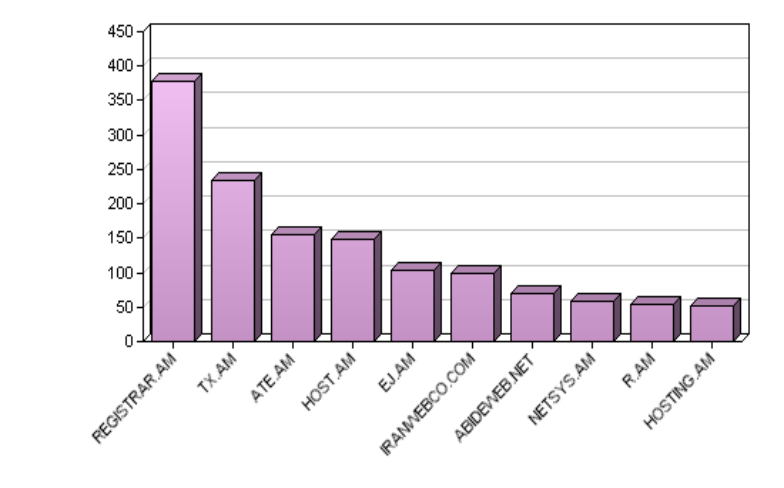 450
400
350
300
250
200
150
100
50
0
REGISTRAR.AM
TX.AM
ATE.AM
HOST.AM
EJ.AM
IRANWEBCO.COM
ABIDEWEB.NET
NETSYS.AM
R.AM
HOSTING.AM